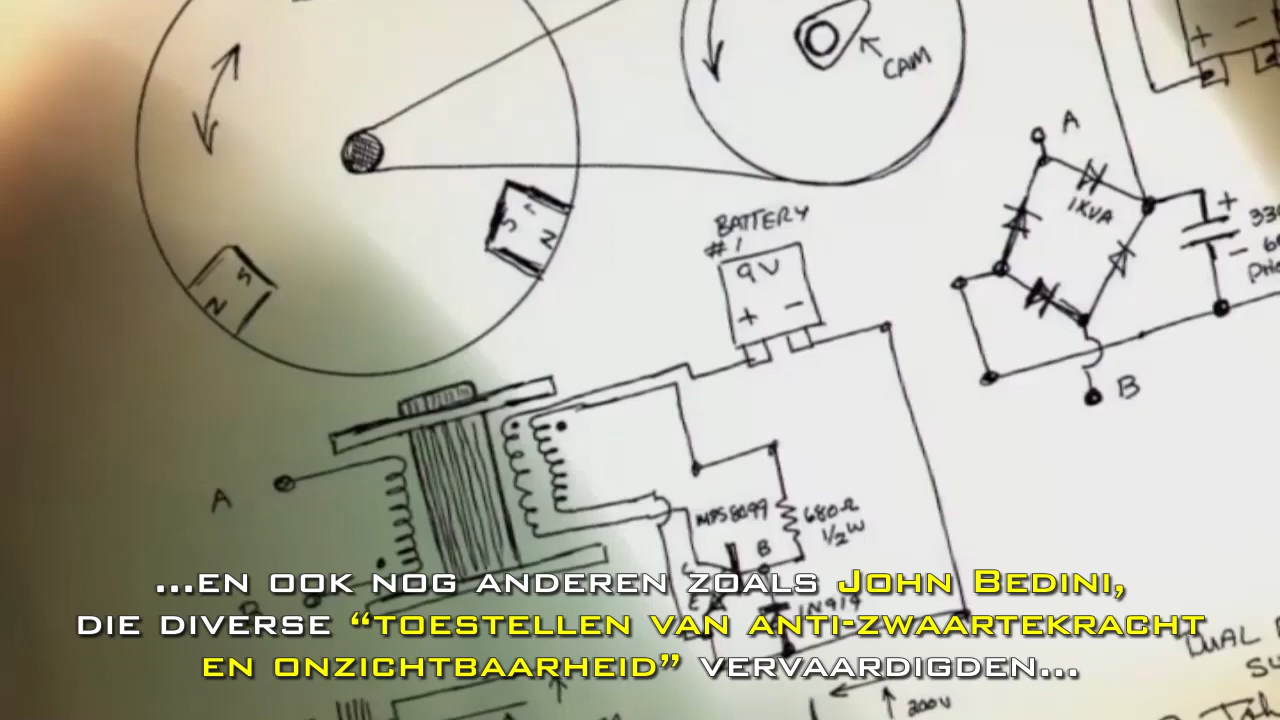 CAM
A
+ -
1KVA
+
-
BATTERY
#1
9V
+ -
S
N
S
N
B
A
MPS8099
680Ω
1/2W
B
C
E
1N914
B
...EN OOK NOG ANDEREN ZOALS JOHN BEDINI,
DIE DIVERSE “TOESTELLEN VAN ANTI-ZWAARTEKRACHT
EN ONZICHTBAARHEID” VERVAARDIGDEN...
DUAL
200V